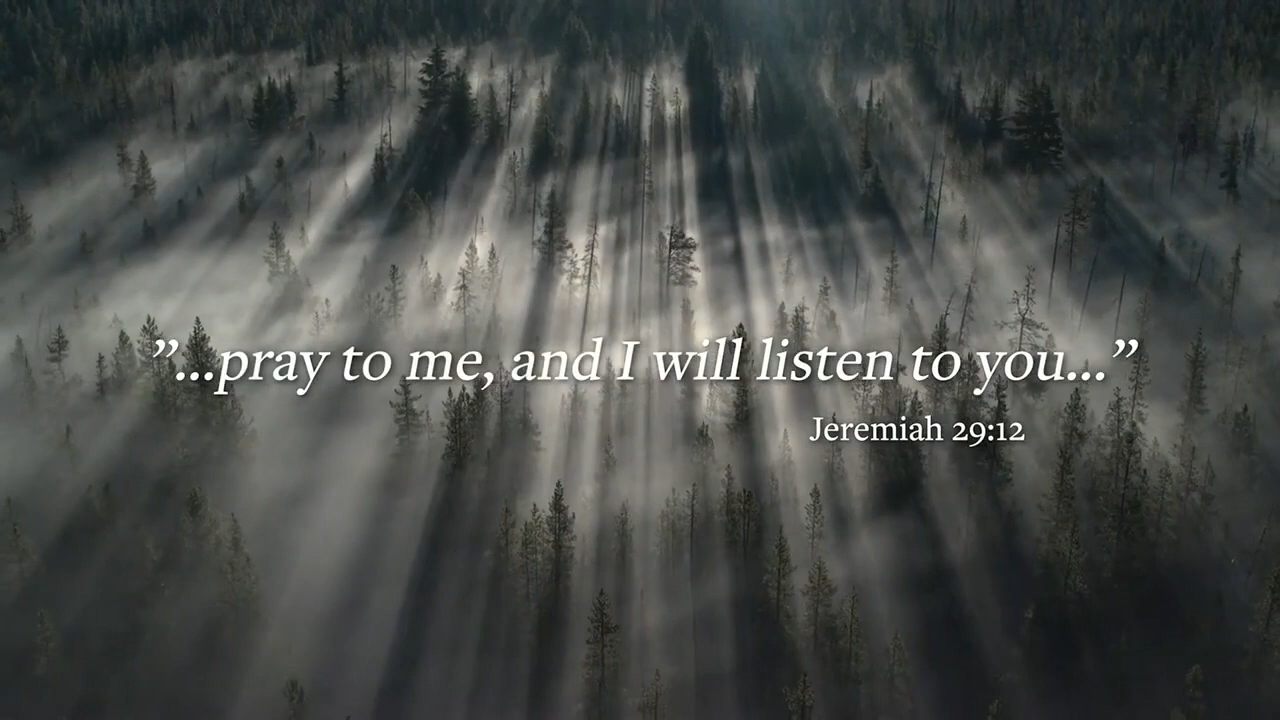 ”...pray to me, and I will listen to you...”
Jeremiah 29:12